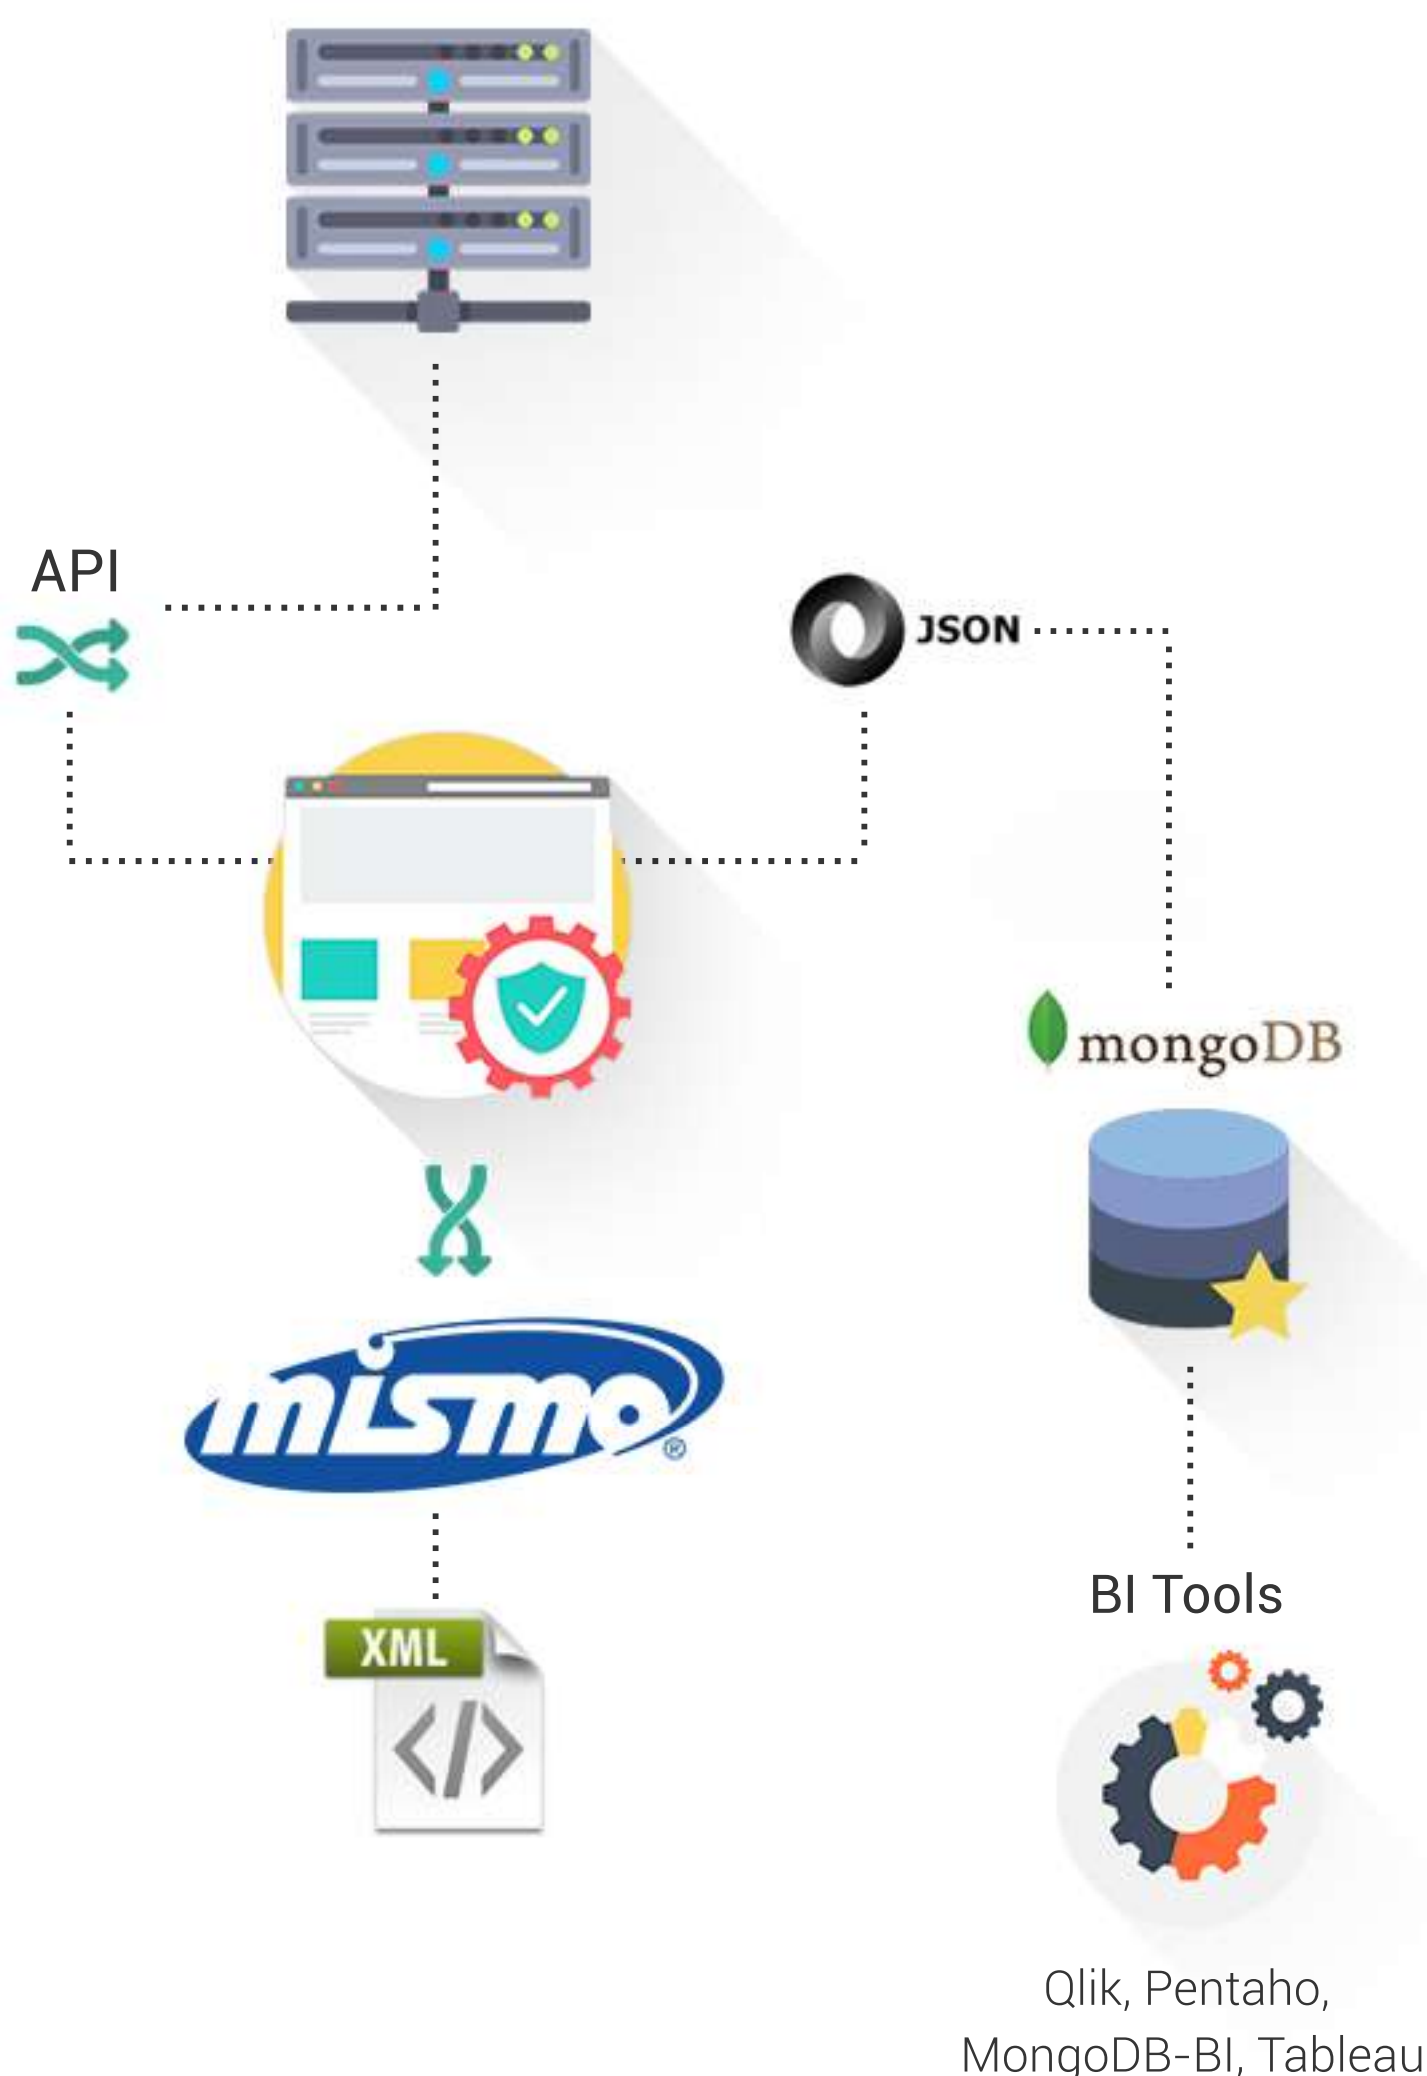 API
JSON
mongoDB
mismo®
XML
</>
BI Tools
Qlik, Pentaho,
MongoDB-BI, Tableau